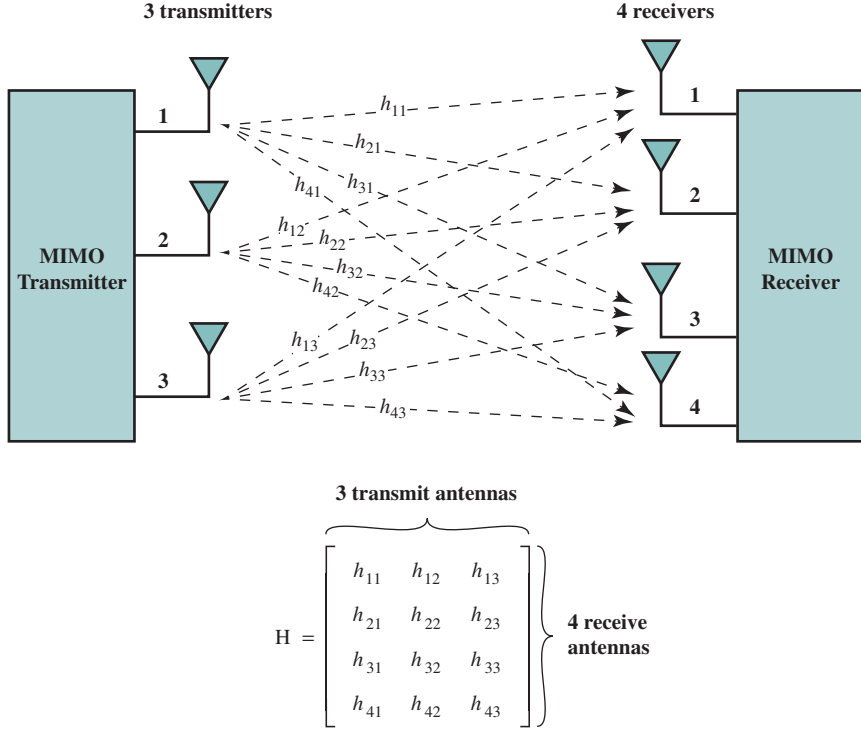 3 transmitters
4 receivers
1
2
3
MIMO
Transmitter
h11
h21
h31
h41
h12
h22
h32
h42
h13
h23
h33
h43
1
2
3
4
MIMO
Receiver
3 transmit antennas
H =
h11 h12 h13
h21 h22 h23
h31 h32 h33
h41 h42 h43
4 receive
antennas